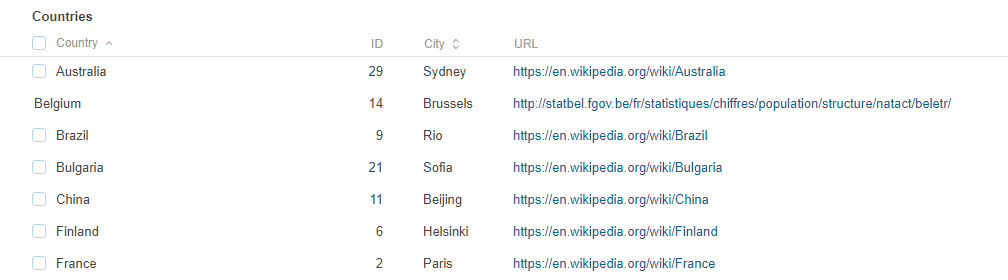 Countries
Country ID City URL
Australia 29 Sydney https://en.wikipedia.org/wiki/Australia
Belgium 14 Brussels http://statbel.fgov.be/fr/statistiques/chiffres/population/structure/natact/beletr/
Brazil 9 Rio https://en.wikipedia.org/wiki/Brazil
Bulgaria 21 Sofia https://en.wikipedia.org/wiki/Bulgaria
China 11 Beijing https://en.wikipedia.org/wiki/China
Finland 6 Helsinki https://en.wikipedia.org/wiki/Finland
France 2 Paris https://en.wikipedia.org/wiki/France